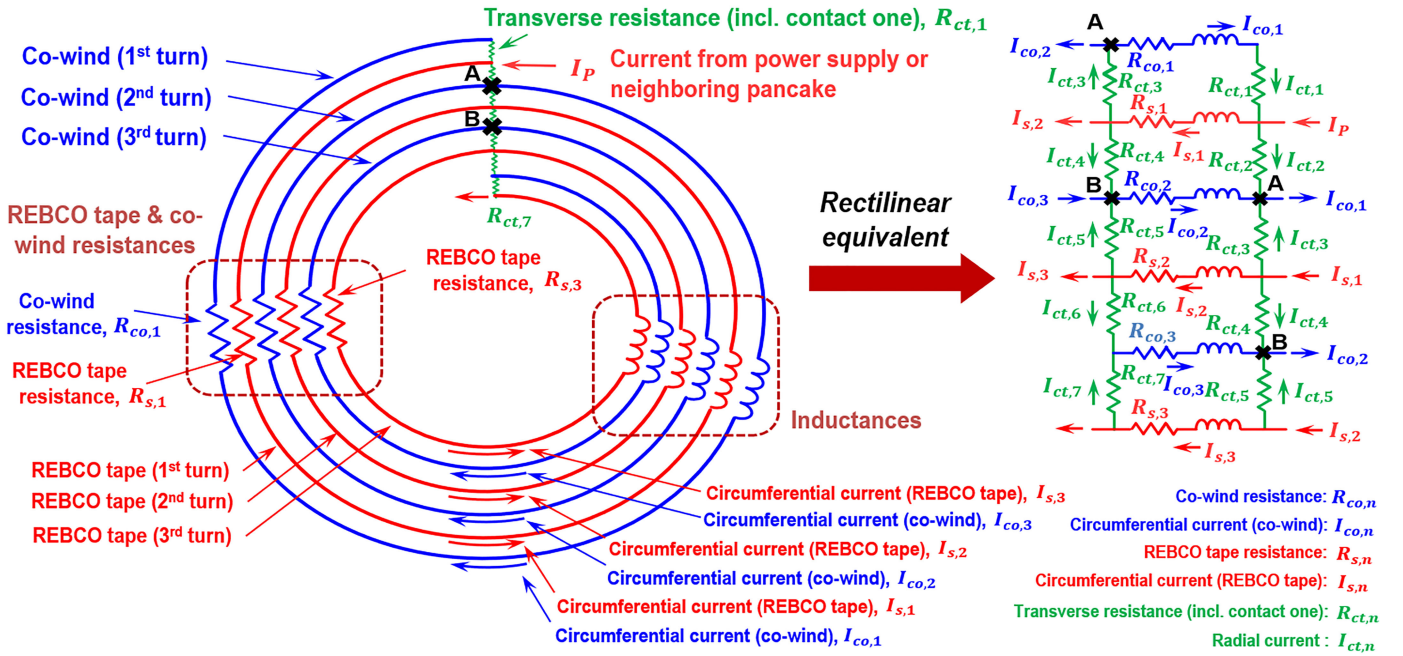 Transverse resistance (incl. contact one), R_ct,1
Co-wind (1st turn)
Co-wind (2nd turn)
Co-wind (3rd turn)
A
B
I_P
Current from power supply or
neighboring pancake
R_ct,7
REBCO tape & co-
wind resistances
REBCO tape
resistance, R_s,3
Co-wind
resistance, R_co,1
REBCO tape
resistance, R_s,1
Inductances
REBCO tape (1st turn)
REBCO tape (2nd turn)
REBCO tape (3rd turn)
Circumferential current (REBCO tape), I_s,3
Circumferential current (co-wind), I_co,3
Circumferential current (REBCO tape), I_s,2
Circumferential current (co-wind), I_co,2
Circumferential current (REBCO tape), I_s,1
Circumferential current (co-wind), I_co,1
Rectilinear
equivalent
A
I_co,1
I_co,2
R_co,1
I_ct,3
R_ct,3
R_ct,1
I_ct,1
R_s,1
I_s,2
I_P
I_s,1
I_ct,4
R_ct,4
R_ct,2
I_ct,2
B
R_co,2
A
I_co,3
I_co,1
I_co,2
I_ct,5
R_ct,5
R_ct,3
I_ct,3
R_s,2
I_s,3
I_s,1
I_s,2
I_ct,6
R_ct,6
R_ct,4
I_ct,4
R_co,3
B
I_co,2
I_co,3
I_ct,7
R_ct,7
R_ct,5
I_ct,5
R_s,3
I_s,2
I_s,3
Co-wind resistance: R_co,n
Circumferential current (co-wind): I_co,n
REBCO tape resistance: R_s,n
Circumferential current (REBCO tape): I_s,n
Transverse resistance (incl. contact one): R_ct,n
Radial current : I_ct,n